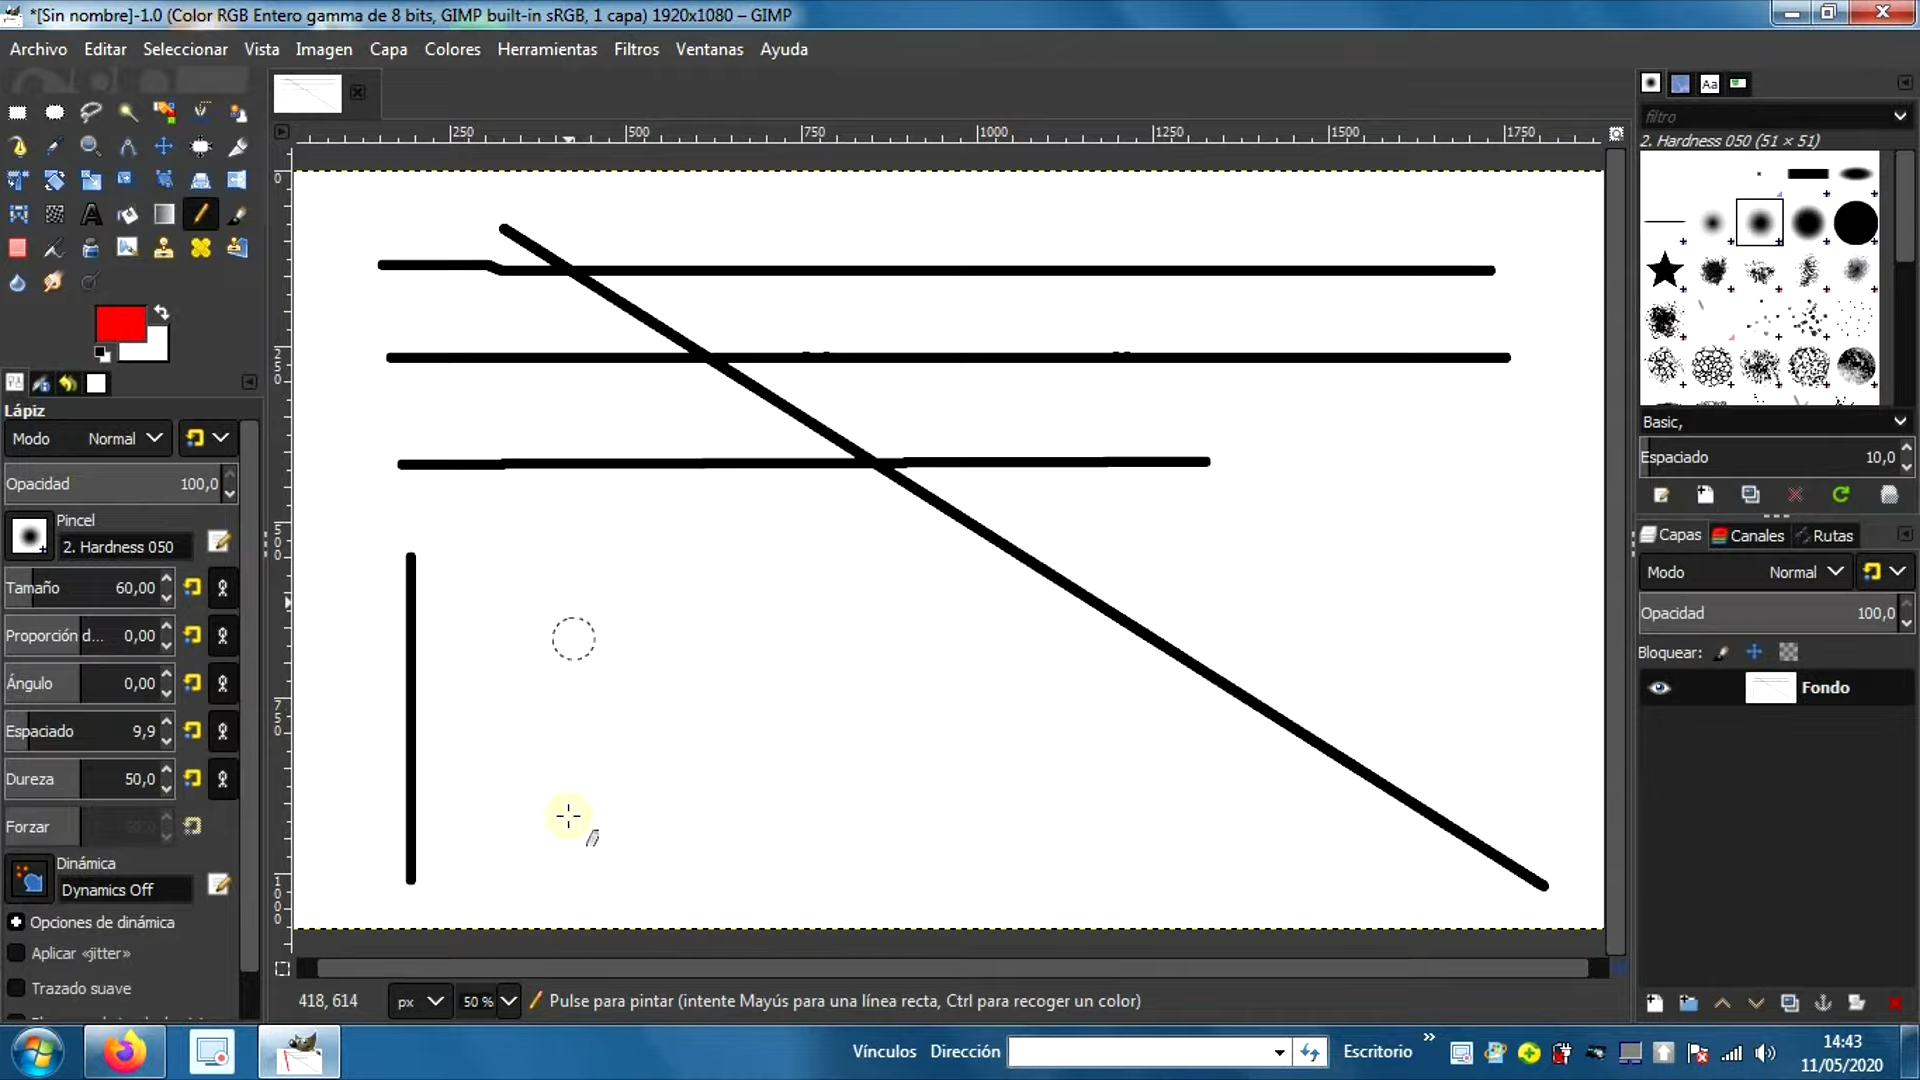 *[Sin nombre]-1.0 (Color RGB Entero gamma de 8 bits, GIMP built-in sRGB, 1 capa) 1920x1080 – GIMP
Archivo Editar Seleccionar Vista Imagen Capa Colores Herramientas Filtros Ventanas Ayuda
250 500 750 1000 1250 1500 1750
0
250
500
750
1000
Lápiz
Modo Normal
Opacidad 100,0
Pincel
2. Hardness 050
Tamaño 60,00
Proporción d... 0,00
Ángulo 0,00
Espaciado 9,9
Dureza 50,0
Forzar
Dinámica
Dynamics Off
Opciones de dinámica
Aplicar «jitter»
Trazado suave
418, 614 px 50 % Pulse para pintar (intente Mayús para una línea recta, Ctrl para recoger un color)
Aa
filtro
2. Hardness 050 (51 × 51)
Basic,
Espaciado 10,0
Capas Canales Rutas
Modo Normal
Opacidad 100,0
Bloquear:
Fondo
Vínculos Dirección Escritorio »
14:43
11/05/2020